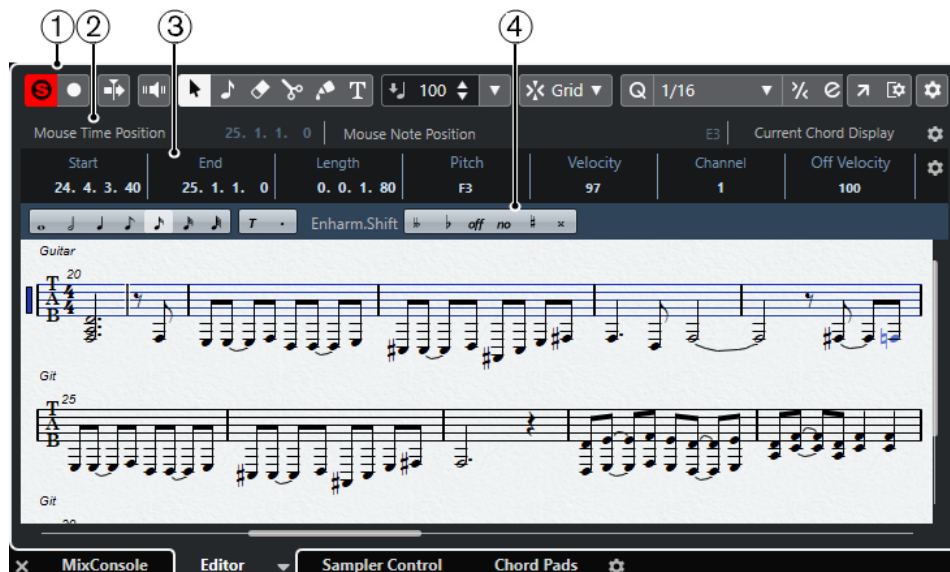 1 2 3 4
S 100 Grid Q 1/16
Mouse Time Position 25. 1. 1. 0 Mouse Note Position E3 Current Chord Display
Start End Length Pitch Velocity Channel Off Velocity
24. 4. 3. 40 25. 1. 1. 0 0. 0. 1. 80 F3 97 1 100
T . Enharm.Shift off no
Guitar
20
T A B 4 4
Git
25
T A B
Git
MixConsole Editor Sampler Control Chord Pads